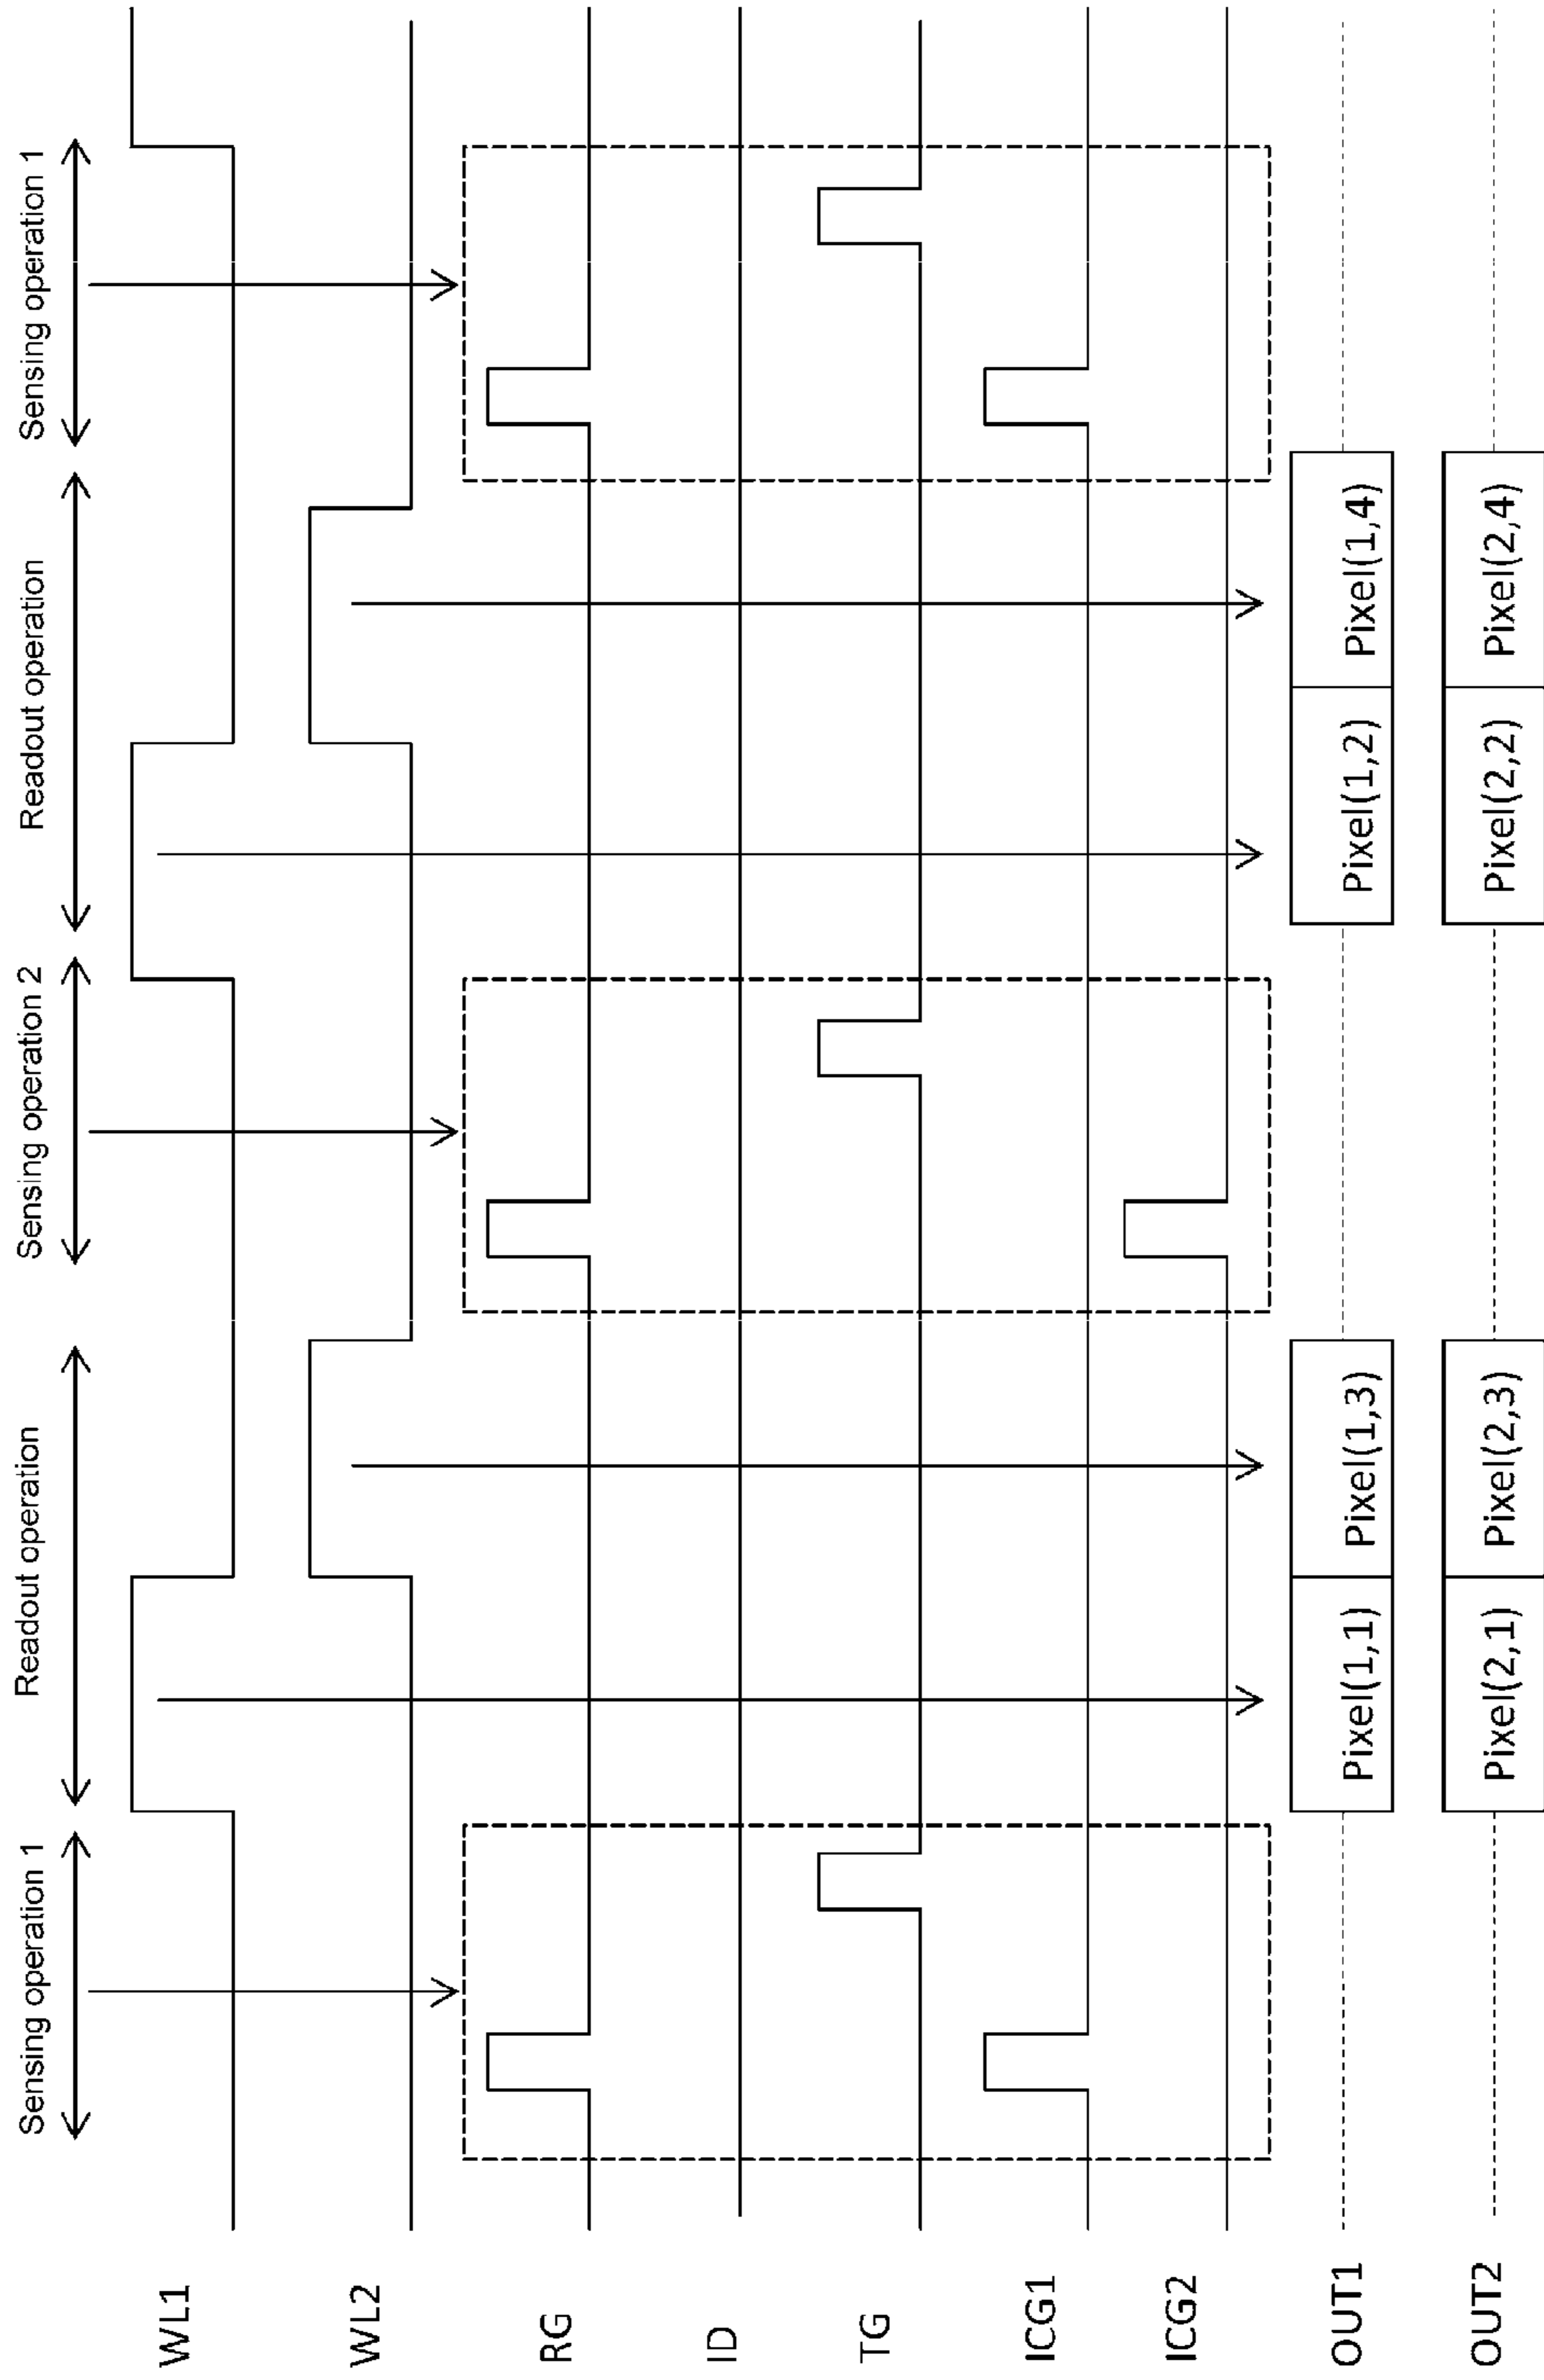 Sensing operation 1
Readout operation
Sensing operation 2
Readout operation
Sensing operation 1
WL1
WL2
RG
ID
TG
ICG1
ICG2
OUT1
Pixel(1,1)
Pixel(1,3)
Pixel(1,2)
Pixel(1,4)
OUT2
Pixel(2,1)
Pixel(2,3)
Pixel(2,2)
Pixel(2,4)